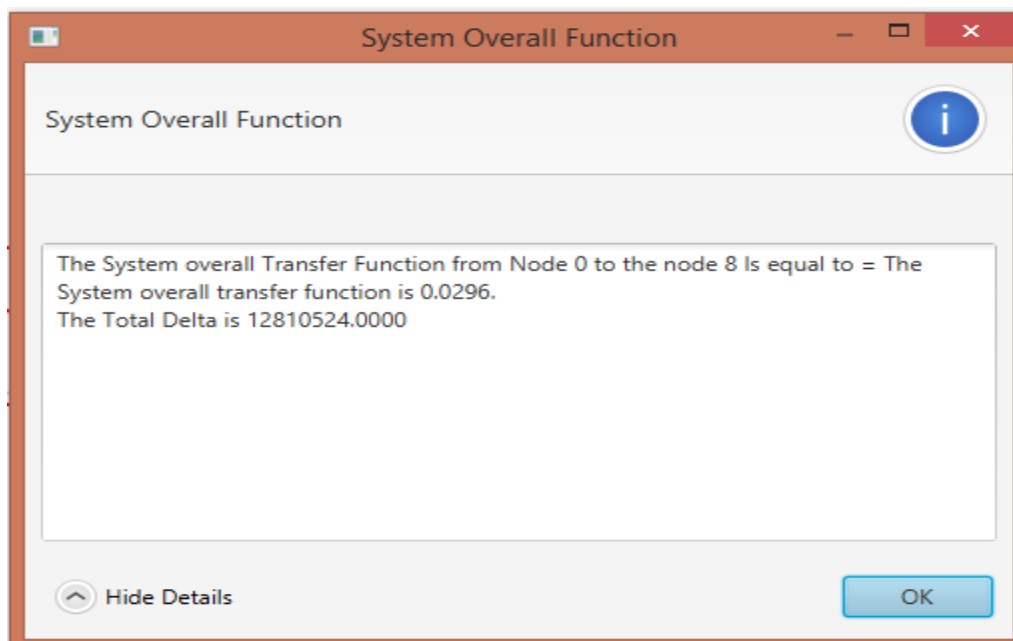 System Overall Function
System Overall Function
The System overall Transfer Function from Node 0 to the node 8 Is equal to = The
System overall transfer function is 0.0296.
The Total Delta is 12810524.0000
Hide Details
OK